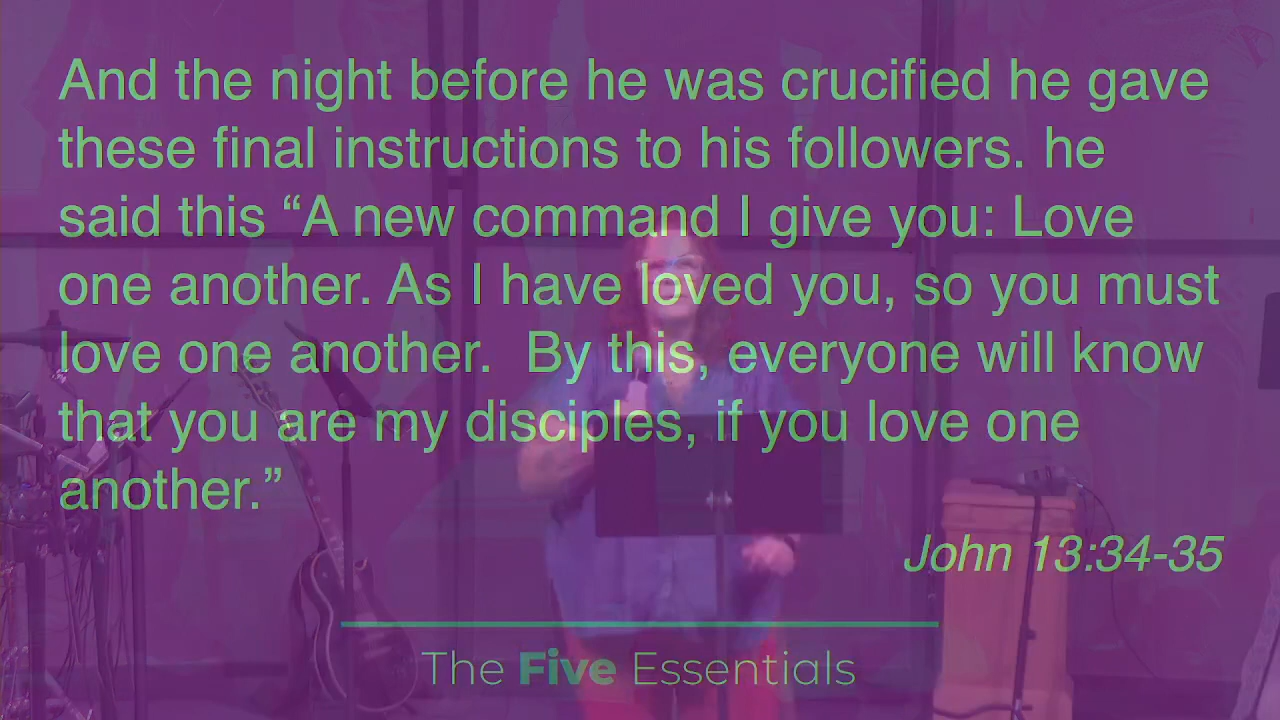 And the night before he was crucified he gave
these final instructions to his followers. he
said this “A new command I give you: Love
one another. As I have loved you, so you must
love one another.  By this, everyone will know
that you are my disciples, if you love one
another.”
John 13:34-35
The Five Essentials